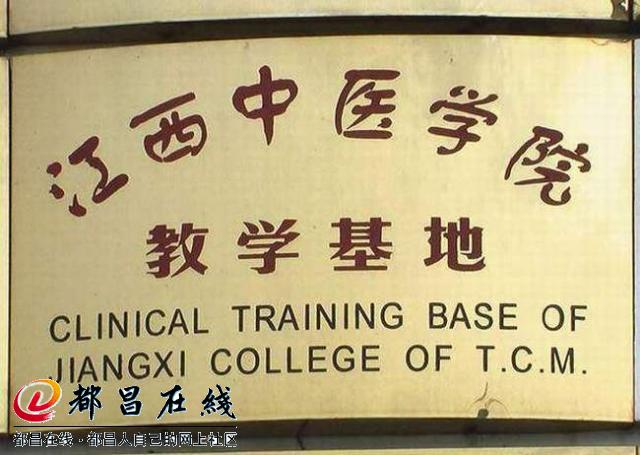 江西中医学院
教学基地
CLINICAL TRAINING BASE OF
JIANGXI COLLEGE OF T.C.M.
都昌在线
都昌在线·都昌人自己的网上社区